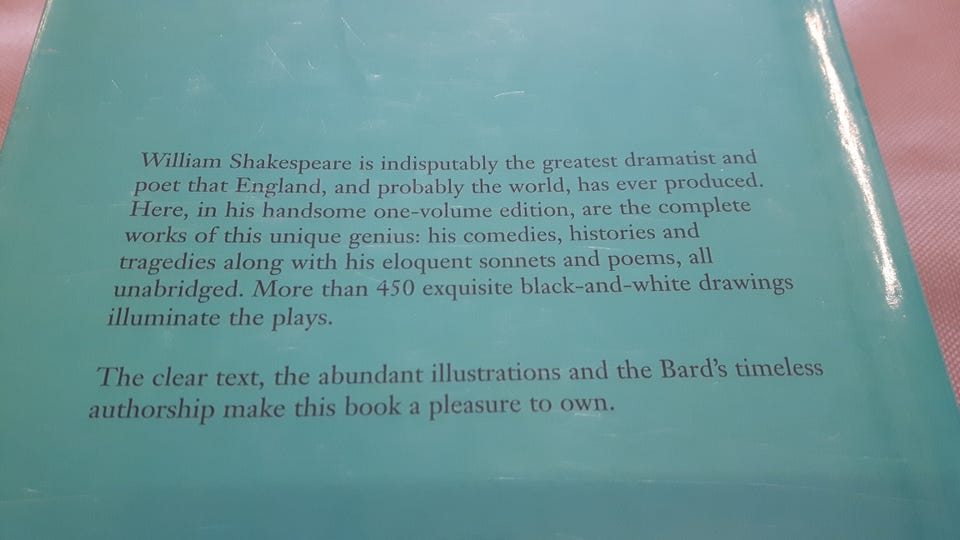 William Shakespeare is indisputably the greatest dramatist and
poet that England, and probably the world, has ever produced.
Here, in his handsome one-volume edition, are the complete
works of this unique genius: his comedies, histories and
tragedies along with his eloquent sonnets and poems, all
unabridged. More than 450 exquisite black-and-white drawings
illuminate the plays.
The clear text, the abundant illustrations and the Bard's timeless
authorship make this book a pleasure to own.